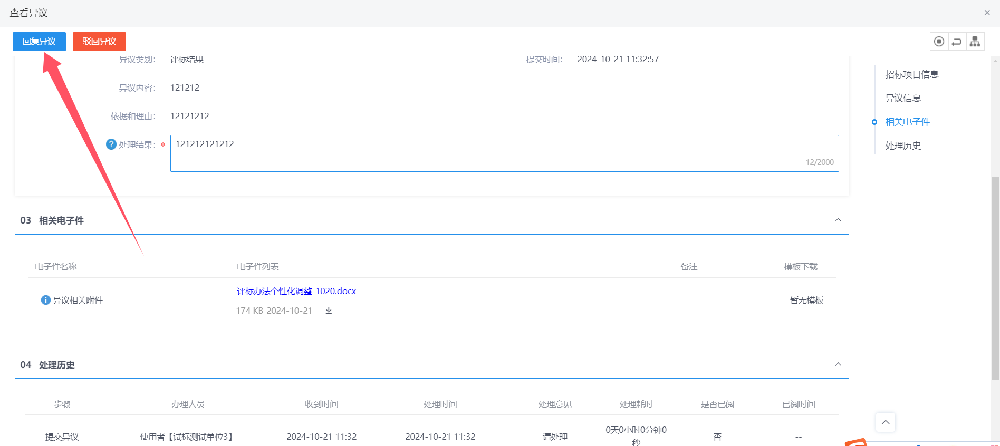 查看异议
回复异议 驳回异议
异议类别： 评标结果 提交时间： 2024-10-21 11:32:57
异议内容： 121212
依据和理由： 12121212
处理结果： * 121212121212
12/2000
招标项目信息
异议信息
相关电子件
处理历史
03 相关电子件
电子件名称 电子件列表 备注 模板下载
异议相关附件 评标办法个性化调整-1020.docx 暂无模板
174 KB 2024-10-21
04 处理历史
步骤 办理人员 收到时间 处理时间 处理意见 处理耗时 是否已阅 已阅时间
提交异议 使用者【试标测试单位3】 2024-10-21 11:32 2024-10-21 11:32 请处理 0天0小时0分钟0 否 --
秒